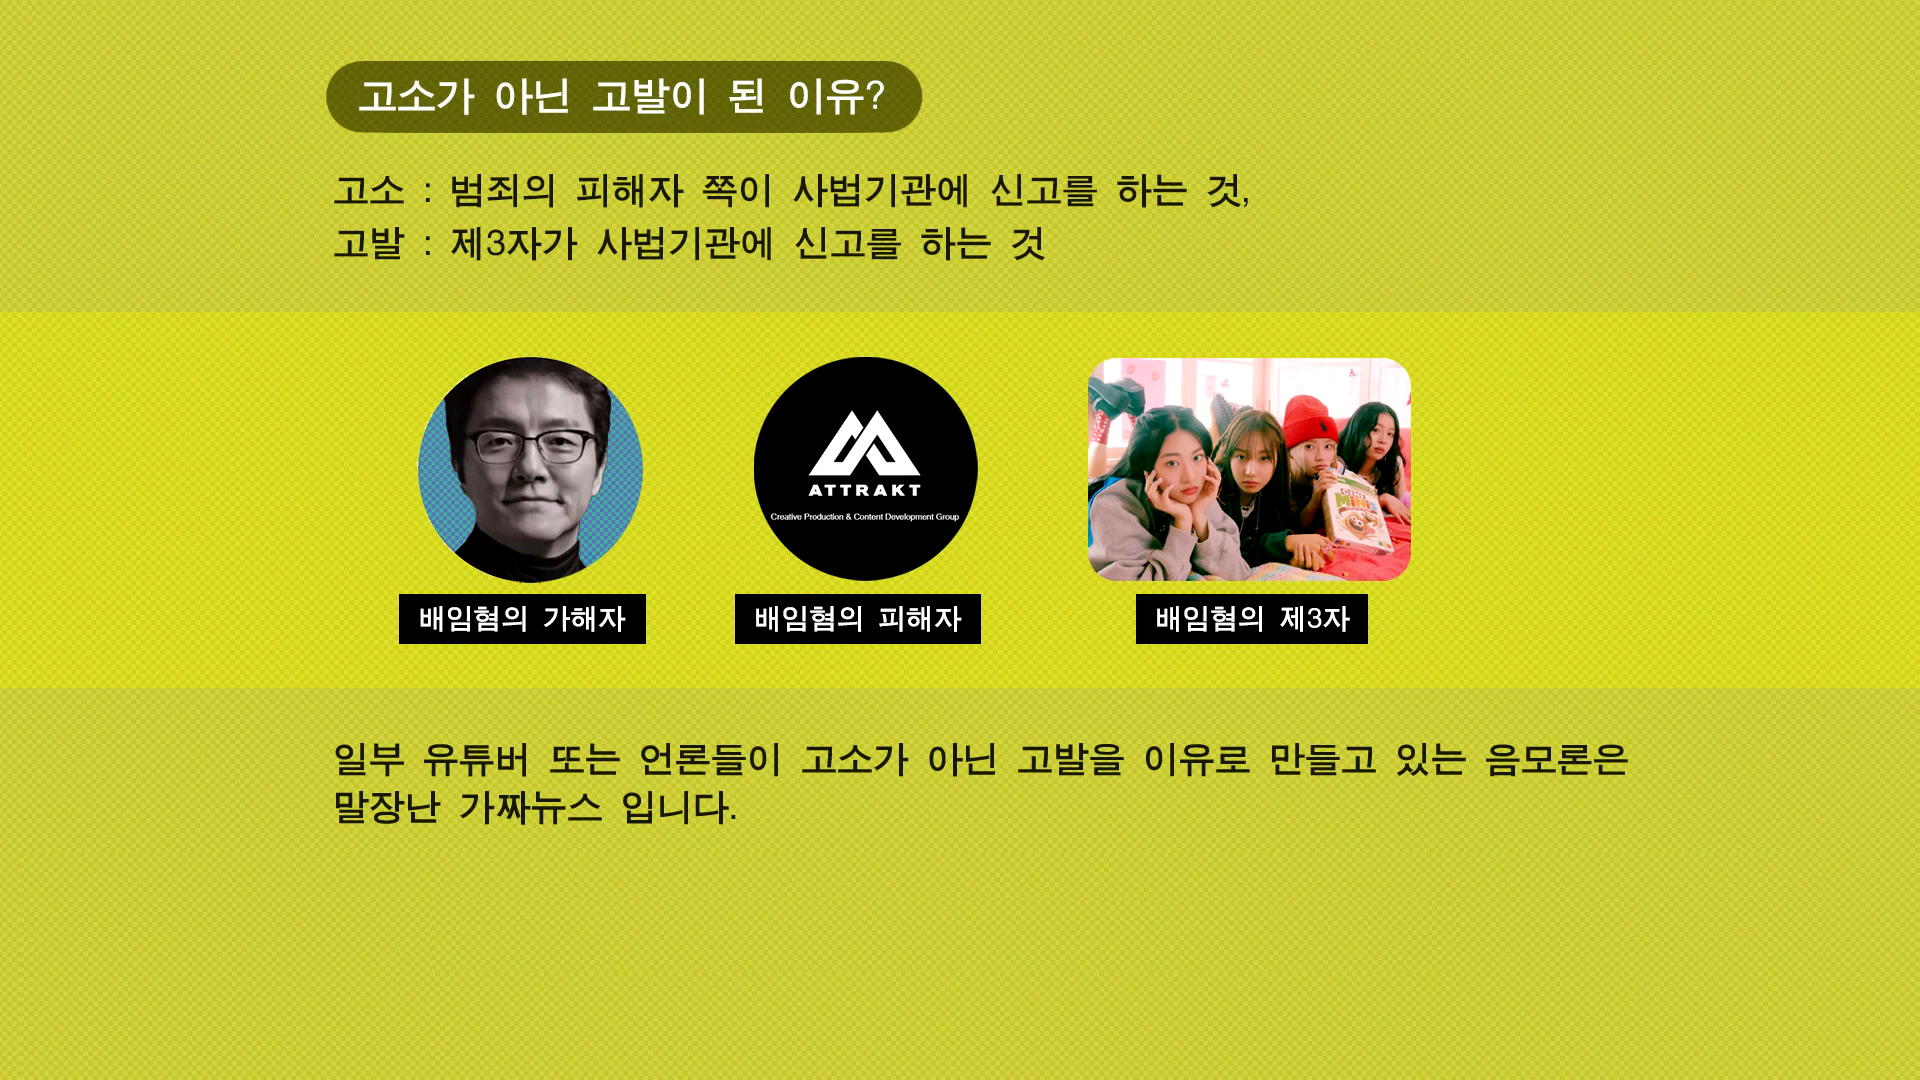 고소가 아닌 고발이 된 이유?
고소 : 범죄의 피해자 쪽이 사법기관에 신고를 하는 것,
고발 : 제3자가 사법기관에 신고를 하는 것
ATTRAKT
Creative Production & Content Development Group
배임혐의 가해자
배임혐의 피해자
배임혐의 제3자
일부 유튜버 또는 언론들이 고소가 아닌 고발을 이유로 만들고 있는 음모론은
말장난 가짜뉴스 입니다.